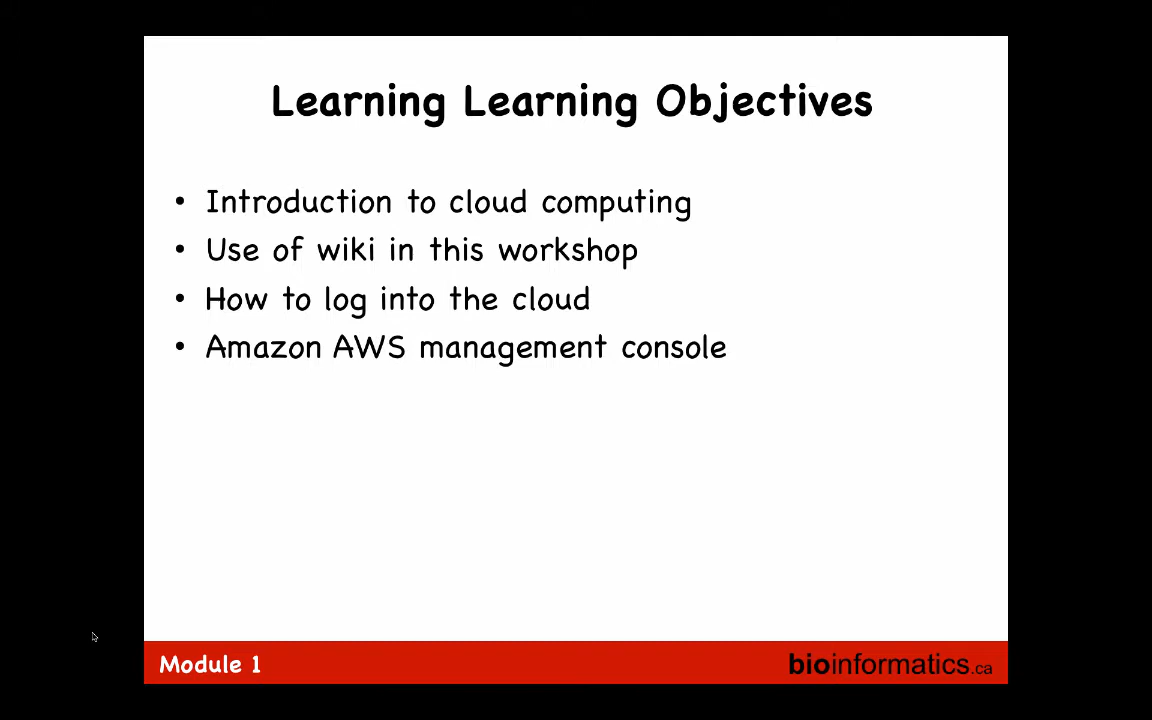 Learning Learning Objectives
• Introduction to cloud computing
• Use of wiki in this workshop
• How to log into the cloud
• Amazon AWS management console
Module 1
bioinformatics.ca